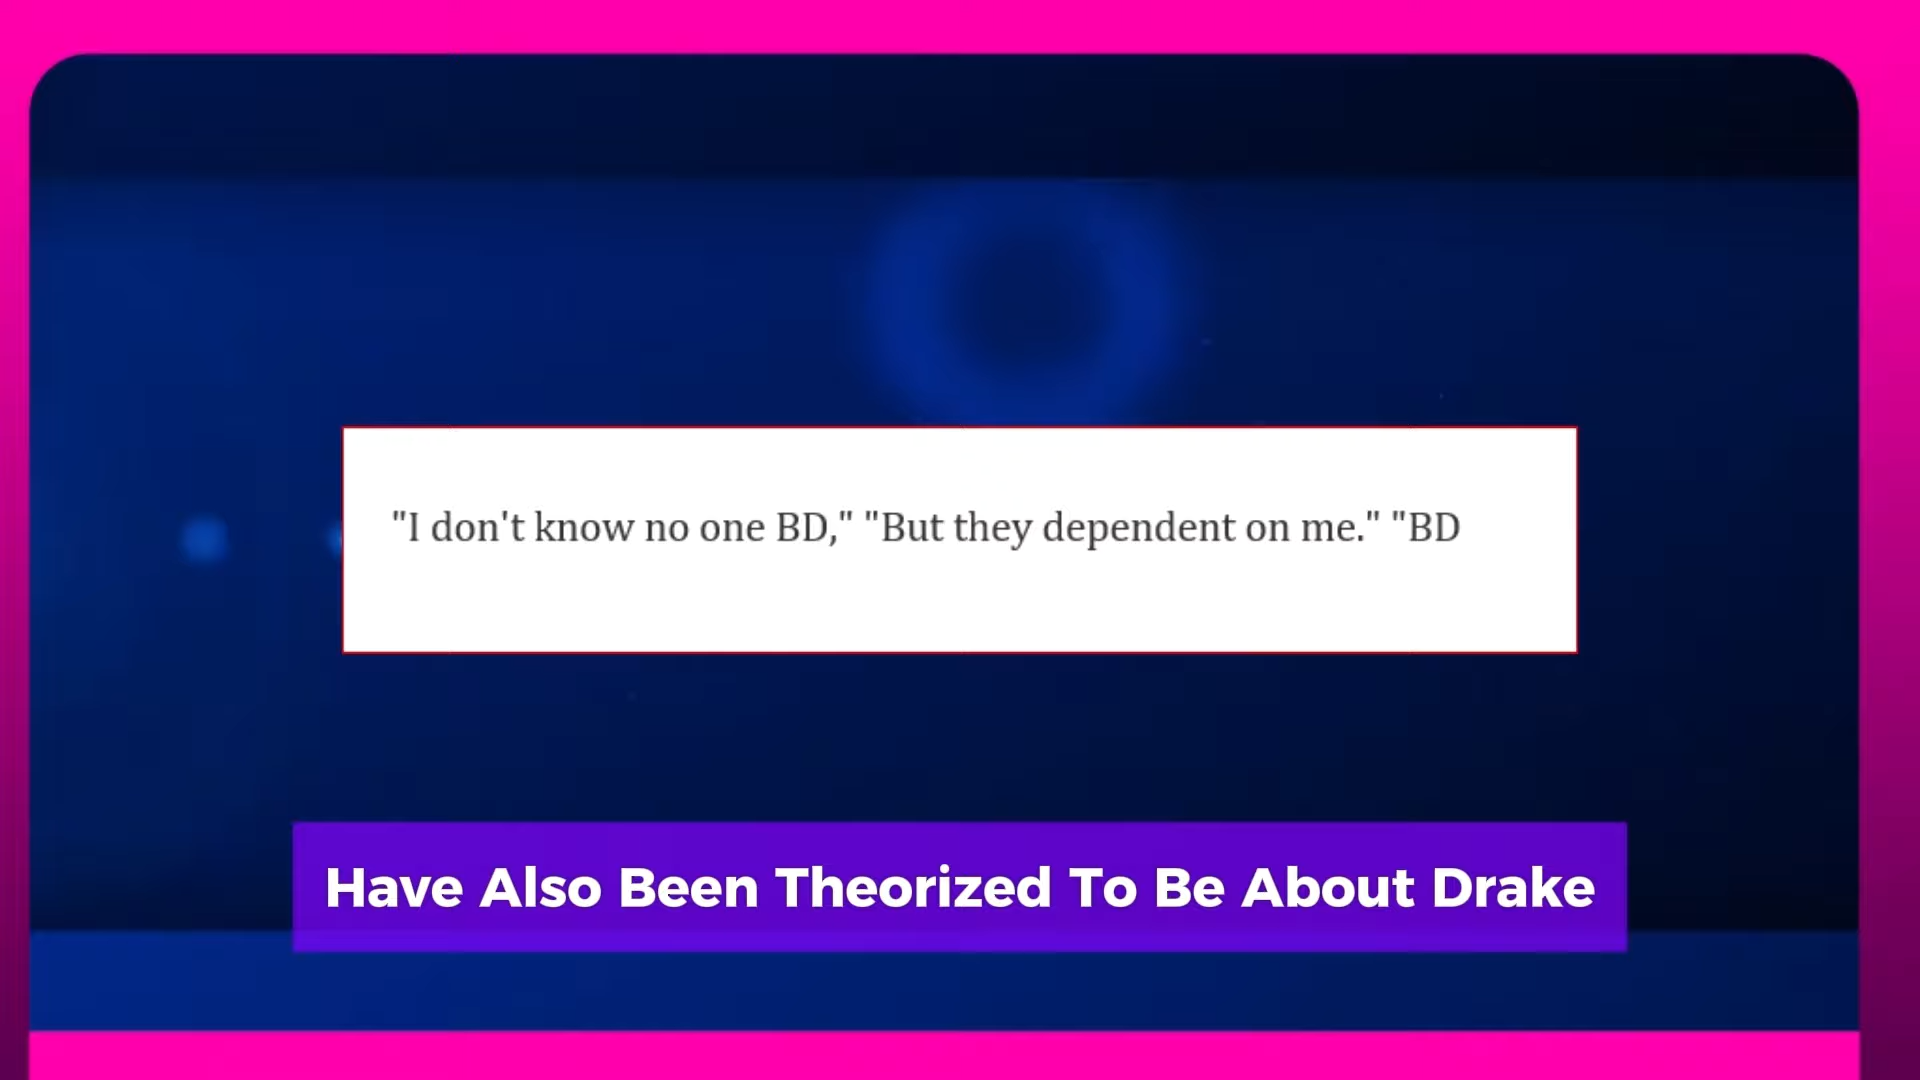 "I don't know no one BD," "But they dependent on me." "BD
Have Also Been Theorized To Be About Drake